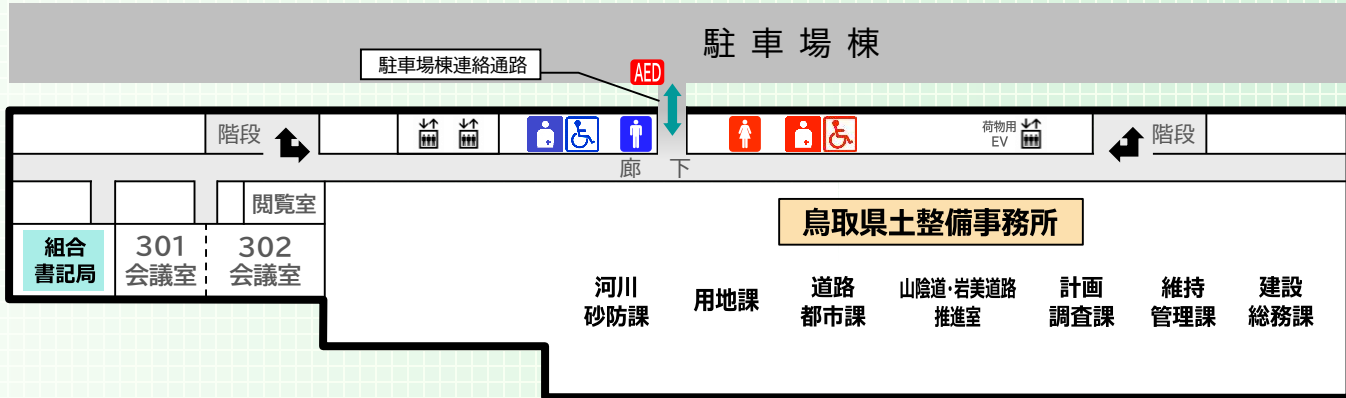 駐車場棟
駐車場棟連絡通路
AED
階段
荷物用
EV
階段
廊下
閲覧室
鳥取県土整備事務所
組合
書記局
301
会議室
302
会議室
河川
砂防課
用地課
道路
都市課
山陰道・岩美道路
推進室
計画
調査課
維持
管理課
建設
総務課